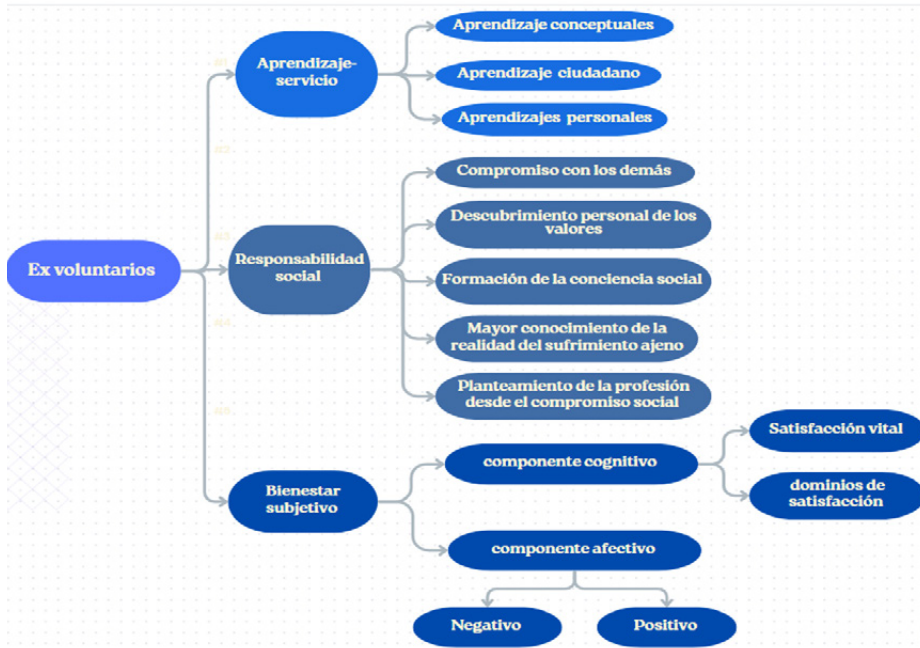 Ex voluntarios
Aprendizaje-
servicio
Aprendizaje conceptuales
Aprendizaje ciudadano
Aprendizajes personales
Responsabilidad
social
Compromiso con los demás
Descubrimiento personal de los
valores
Formación de la conciencia social
Mayor conocimiento de la
realidad del sufrimiento ajeno
Planteamiento de la profesión
desde el compromiso social
Bienestar
subjetivo
componente cognitivo
Satisfacción vital
dominios de
satisfacción
componente afectivo
Negativo
Positivo